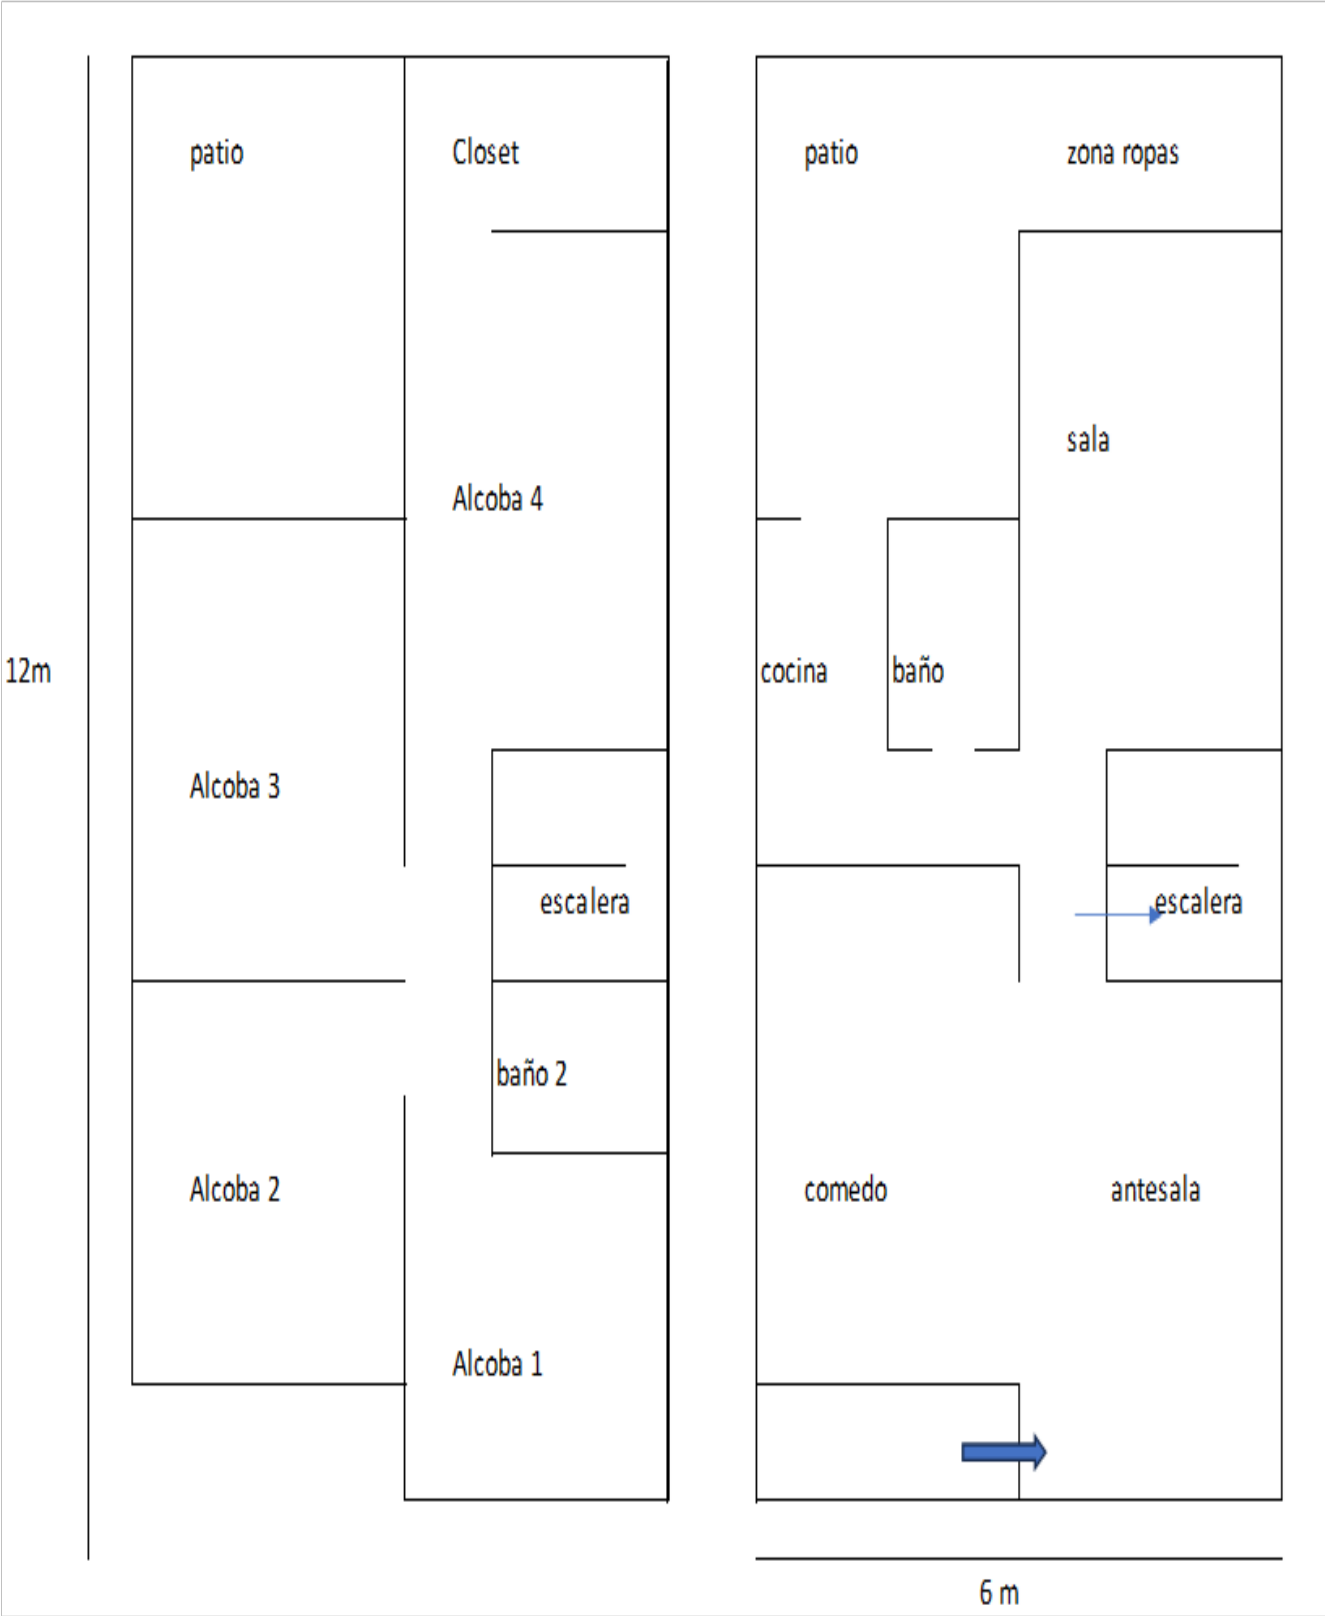 patio
Closet
patio
zona ropas
sala
Alcoba 4
12m
cocina
baño
Alcoba 3
escalera
escalera
baño 2
Alcoba 2
comedo
antesala
Alcoba 1
6 m